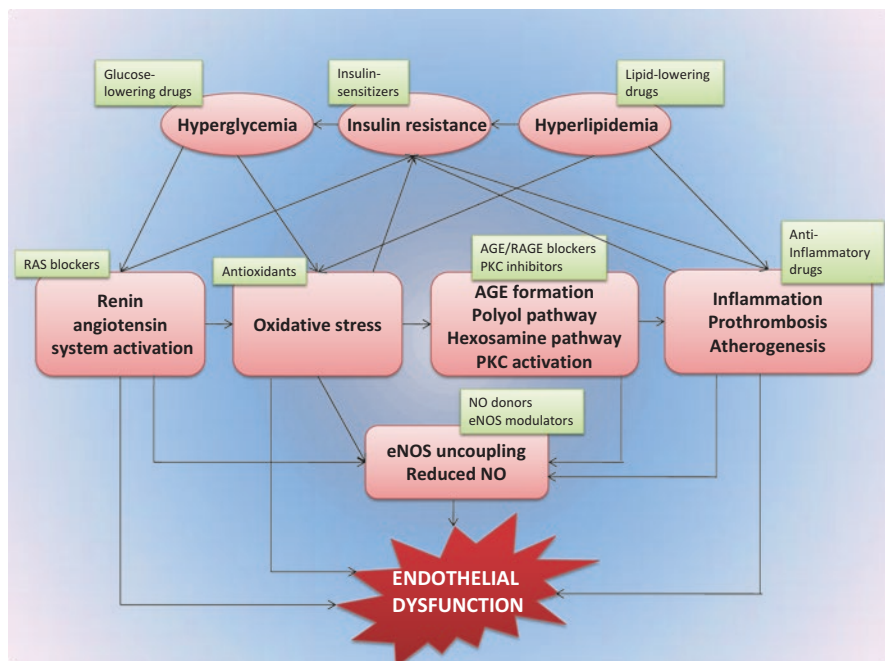 Glucose-
lowering drugs
Hyperglycemia
Insulin-
sensitizers
Insulin resistance
Lipid-lowering
drugs
Hyperlipidemia
RAS blockers
Renin
angiotensin
system activation
Antioxidants
Oxidative stress
AGE/RAGE blockers
PKC inhibitors
AGE formation
Polyol pathway
Hexosamine pathway
PKC activation
Anti-
Inflammatory
drugs
Inflammation
Prothrombosis
Atherogenesis
NO donors
eNOS modulators
eNOS uncoupling
Reduced NO
ENDOTHELIAL
DYSFUNCTION